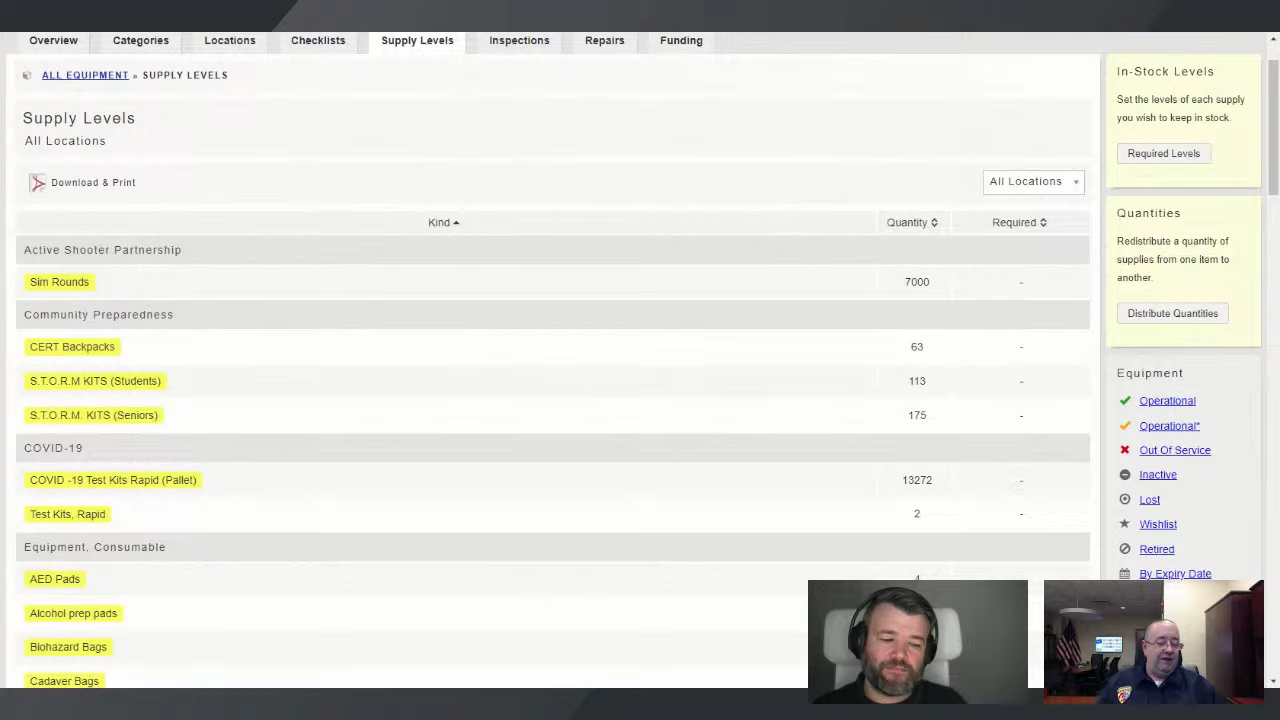 Overview
Categories
Locations
Checklists
Supply Levels
Inspections
Repairs
Funding
ALL EQUIPMENT » SUPPLY LEVELS
Supply Levels
All Locations
Download & Print
All Locations
Kind
Quantity
Required
Active Shooter Partnership
Sim Rounds 7000 -
Community Preparedness
CERT Backpacks 63 -
S.T.O.R.M KITS (Students) 113 -
S.T.O.R.M. KITS (Seniors) 175 -
COVID-19
COVID -19 Test Kits Rapid (Pallet) 13272 -
Test Kits, Rapid 2 -
Equipment, Consumable
AED Pads 4
Alcohol prep pads
Biohazard Bags
Cadaver Bags
In-Stock Levels
Set the levels of each supply
you wish to keep in stock.
Required Levels
Quantities
Redistribute a quantity of
supplies from one item to
another.
Distribute Quantities
Equipment
Operational
Operational*
Out Of Service
Inactive
Lost
Wishlist
Retired
By Expiry Date